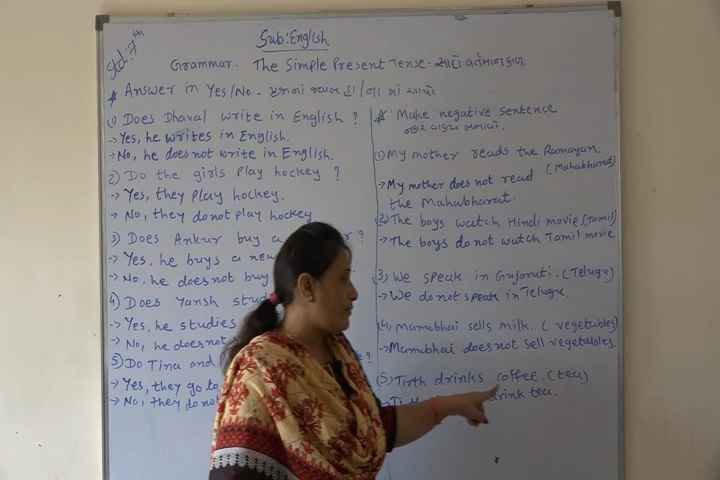 Std: 7th
Sub: English
Grammar. The Simple Present Tense. સાદો વર્તમાનકાળ
* Answer in Yes/No. હા / ના માં આપો
(1) Does Dhaval write in English ?
→ Yes, he writes in English.
→ No, he does not write in English.
2) Do the girls play hockey ?
→ Yes, they play hockey.
→ No, they do not play hockey
3) Does Ankur buy a ?
→ Yes, he buys a new
→ No, he does not buy
4) Does Yansh
→ Yes, he studies
→ No, he does not
5) Do Tina and ?
→ Yes, they go to
→ No, they do not
* Make negative sentence
નકાર વાક્ય બનાવો.
(1) My mother reads the Ramayan.
(Mahabharat)
→ My mother does not read
the Mahabharat.
(2) The boys watch Hindi movie. (Tamil)
→ The boys do not watch Tamil movie
(3) We speak in Gujarati. (Telugu)
→ We do not speak in Telugu.
(4) Manubhai sells milk. ( vegetables)
→ Manubhai does not sell vegetables.
(5) Tirth drinks coffee. (tea)
→ drink tea.